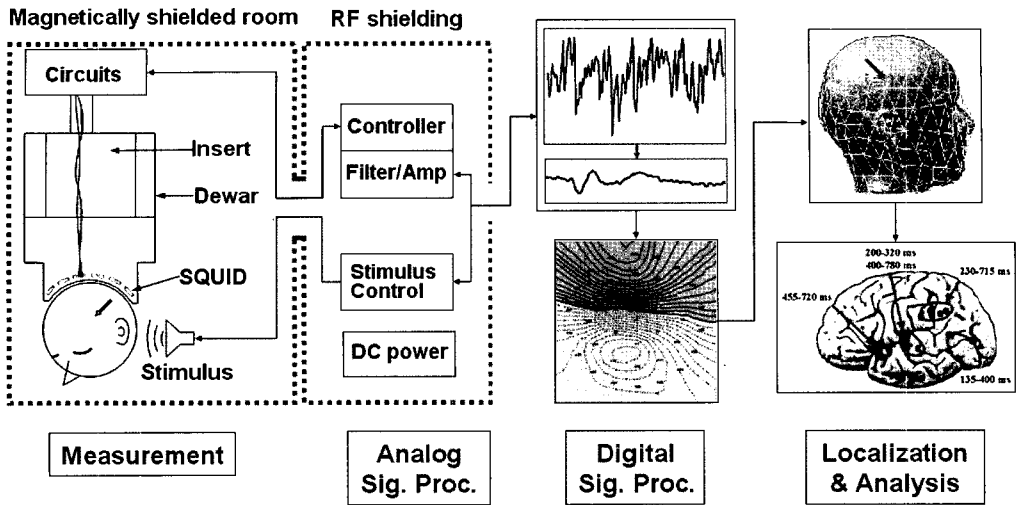 Magnetically shielded room
RF shielding
Circuits
Insert
Dewar
SQUID
Stimulus
Controller
Filter/Amp
Stimulus
Control
DC power
200-320 ms
400-780 ms
230-715 ms
455-720 ms
135-400 ms
Measurement
Analog
Sig. Proc.
Digital
Sig. Proc.
Localization
& Analysis